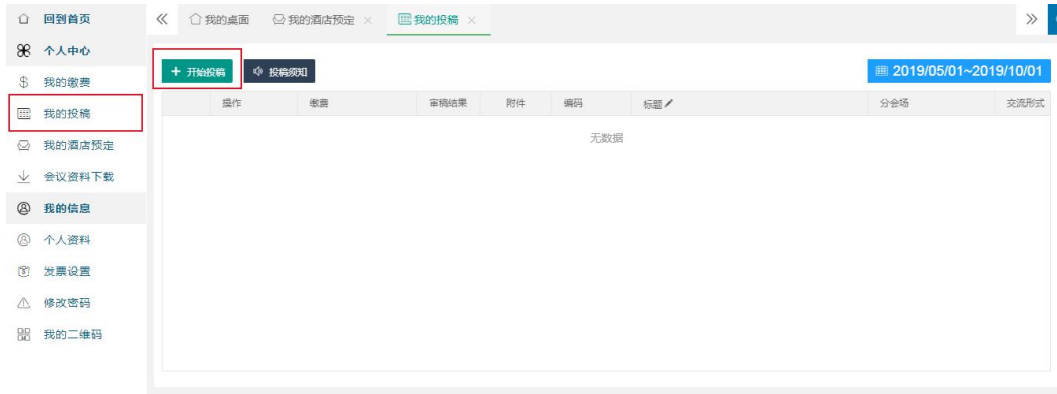 回到首页
我的桌面 我的酒店预定 × 我的投稿 ×
个人中心
我的缴费
我的投稿
我的酒店预定
会议资料下载
我的信息
个人资料
发票设置
修改密码
我的二维码
+ 开始投稿 投稿须知 2019/05/01~2019/10/01
操作 缴费 审稿结果 附件 编码 标题 分会场 交流形式
无数据